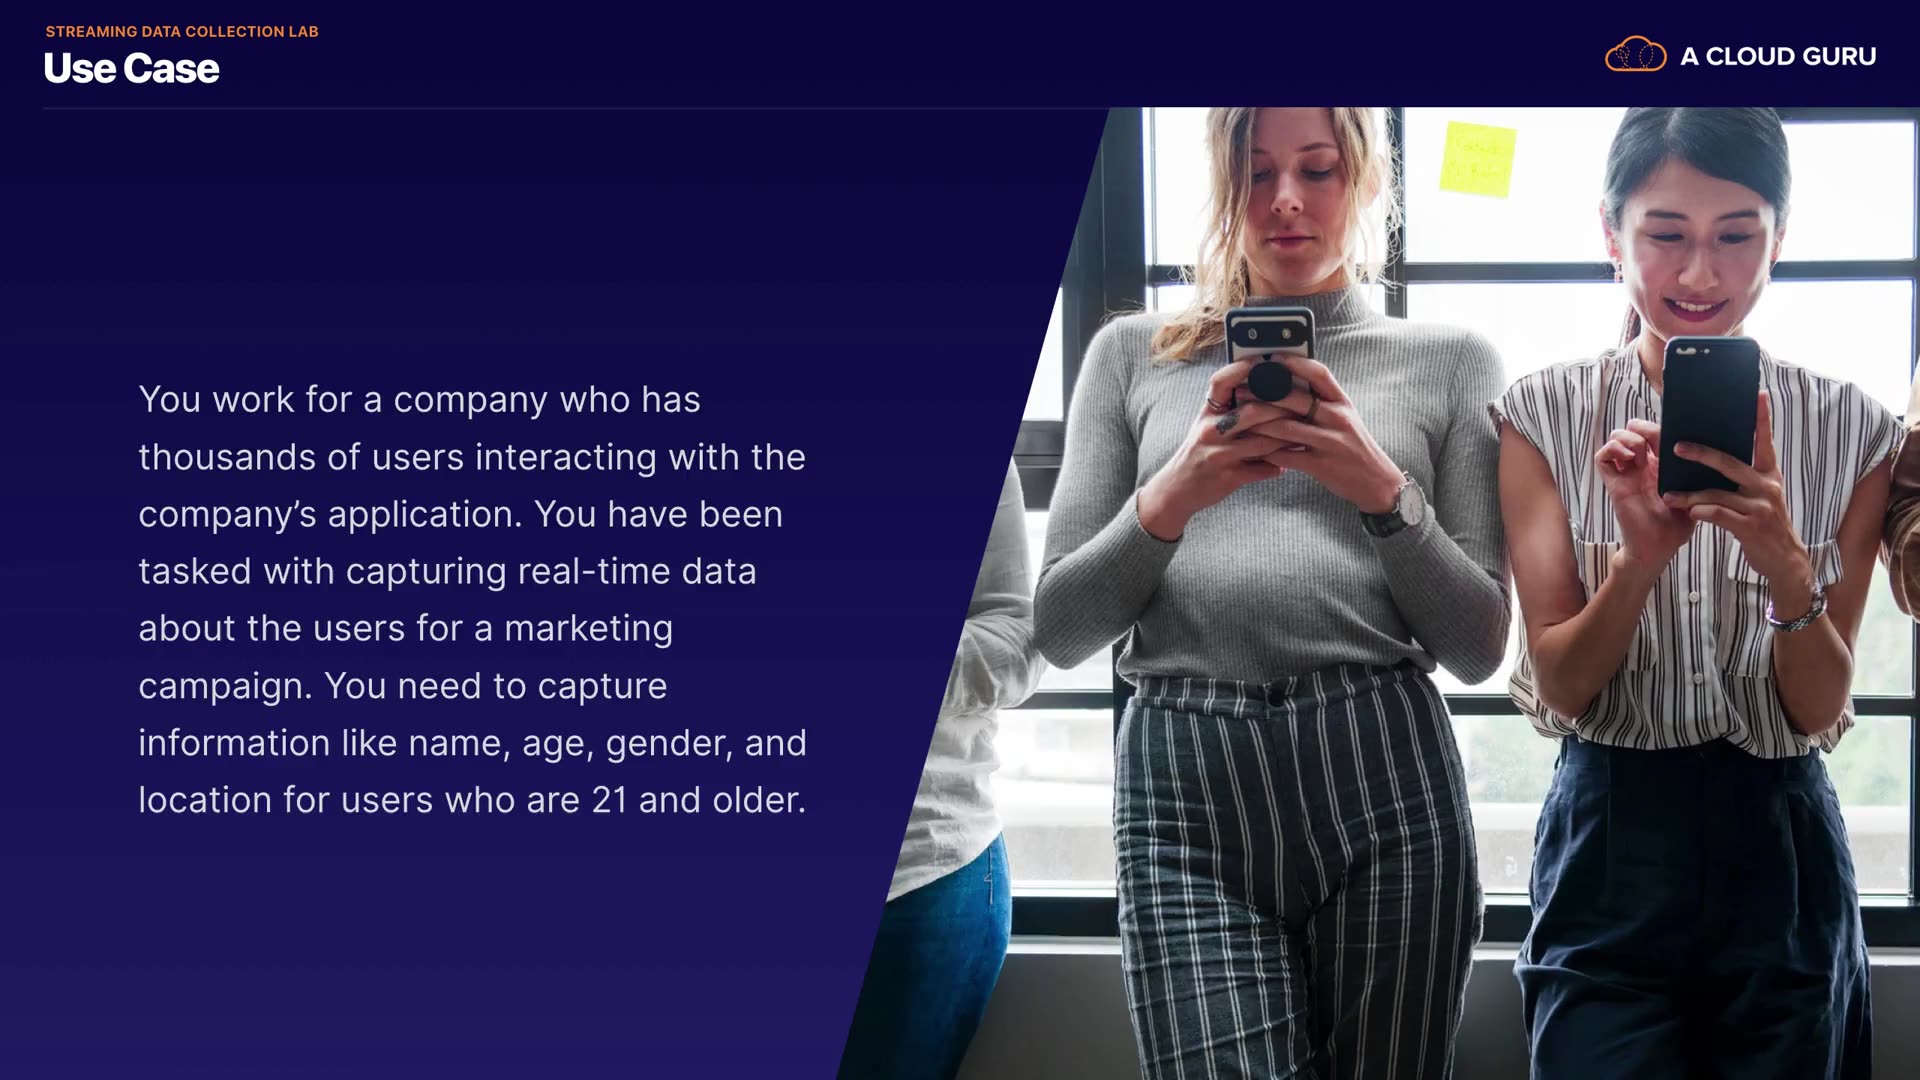 STREAMING DATA COLLECTION LAB
Use Case
A CLOUD GURU
You work for a company who has
thousands of users interacting with the
company’s application. You have been
tasked with capturing real-time data
about the users for a marketing
campaign. You need to capture
information like name, age, gender, and
location for users who are 21 and older.